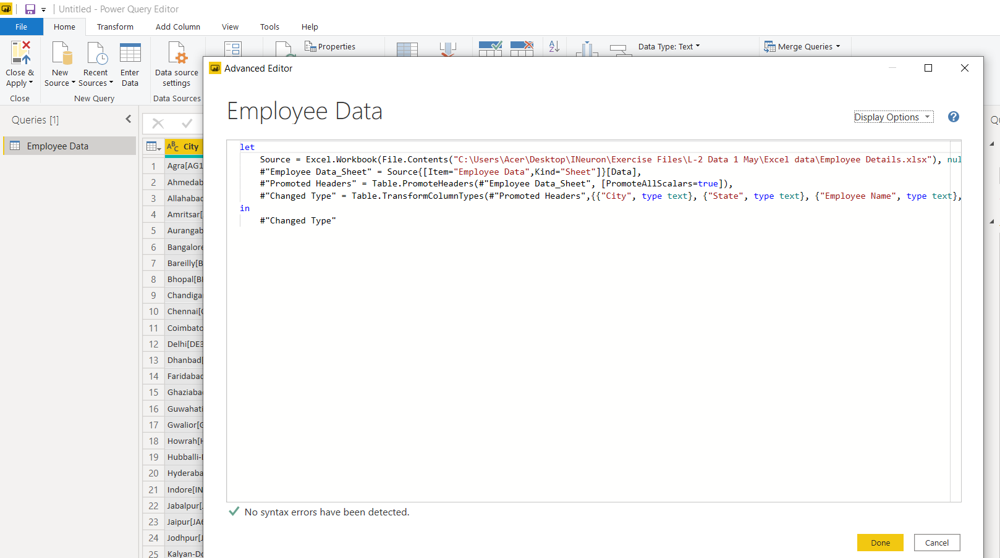 Untitled - Power Query Editor
File Home Transform Add Column View Tools Help
Close & Apply
New Source
Recent Sources
Enter Data
Data source settings
Properties
Data Type: Text
Merge Queries
Close
New Query
Data Sources
Advanced Editor
Queries [1]
Employee Data
Employee Data
Display Options
ABC City
1 Agra[AG1
2 Ahmedab
3 Allahabad
4 Amritsar[
5 Aurangab
6 Bangalore
7 Bareilly[B
8 Bhopal[B
9 Chandiga
10 Chennai[
11 Coimbato
12 Delhi[DE3
13 Dhanbad[
14 Faridabad
15 Ghaziaba
16 Guwahati
17 Gwalior[G
18 Howrah[H
19 Hubballi-
20 Hyderaba
21 Indore[IN
22 Jabalpur[
23 Jaipur[JA
24 Jodhpur[J
25 Kalyan-Do
let
Source = Excel.Workbook(File.Contents("C:\Users\Acer\Desktop\INeuron\Exercise Files\L-2 Data 1 May\Excel data\Employee Details.xlsx"), nul
#"Employee Data_Sheet" = Source{[Item="Employee Data",Kind="Sheet"]}[Data],
#"Promoted Headers" = Table.PromoteHeaders(#"Employee Data_Sheet", [PromoteAllScalars=true]),
#"Changed Type" = Table.TransformColumnTypes(#"Promoted Headers",{{"City", type text}, {"State", type text}, {"Employee Name", type text},
in
#"Changed Type"
No syntax errors have been detected.
Done
Cancel